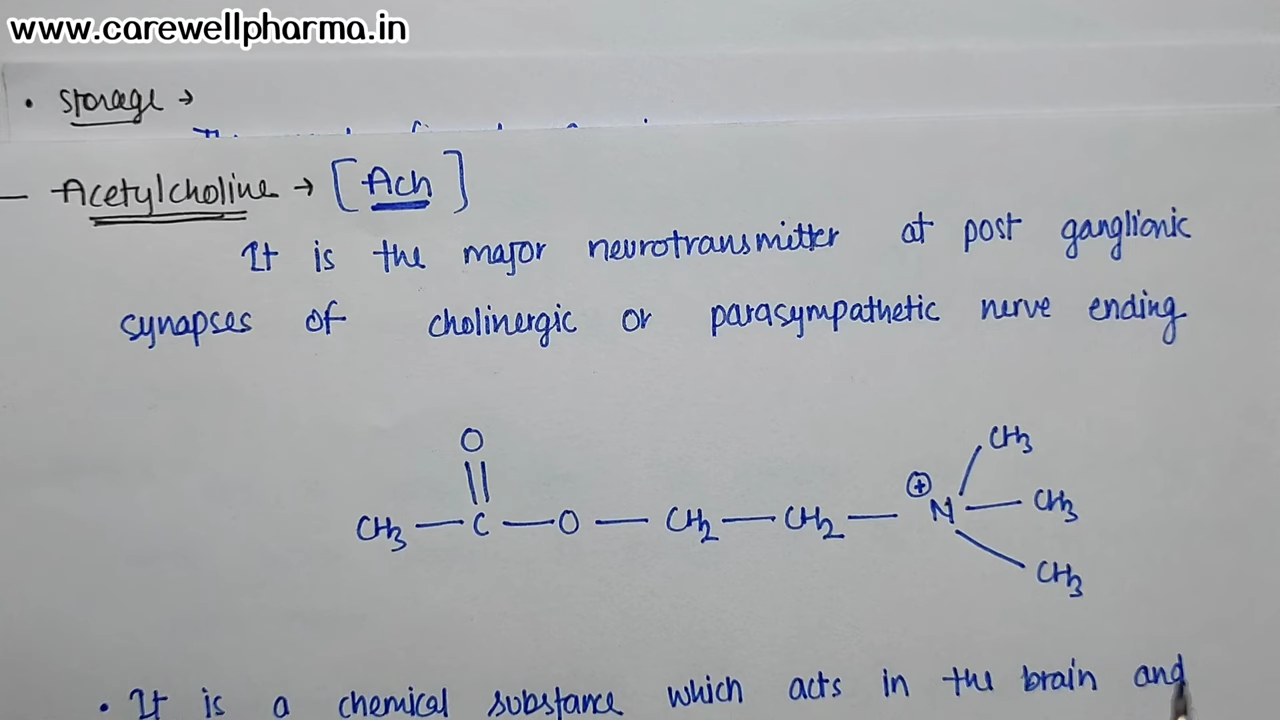 www.carewellpharma.in
• Storage →
— Acetylcholine → [Ach]
It is the major neurotransmitter at post ganglionic
synapses of cholinergic or parasympathetic nerve ending
O
CH3 — C — O — CH2 — CH2 — N
⊕
CH3
CH3
CH3
• It is a chemical substance which acts in the brain and